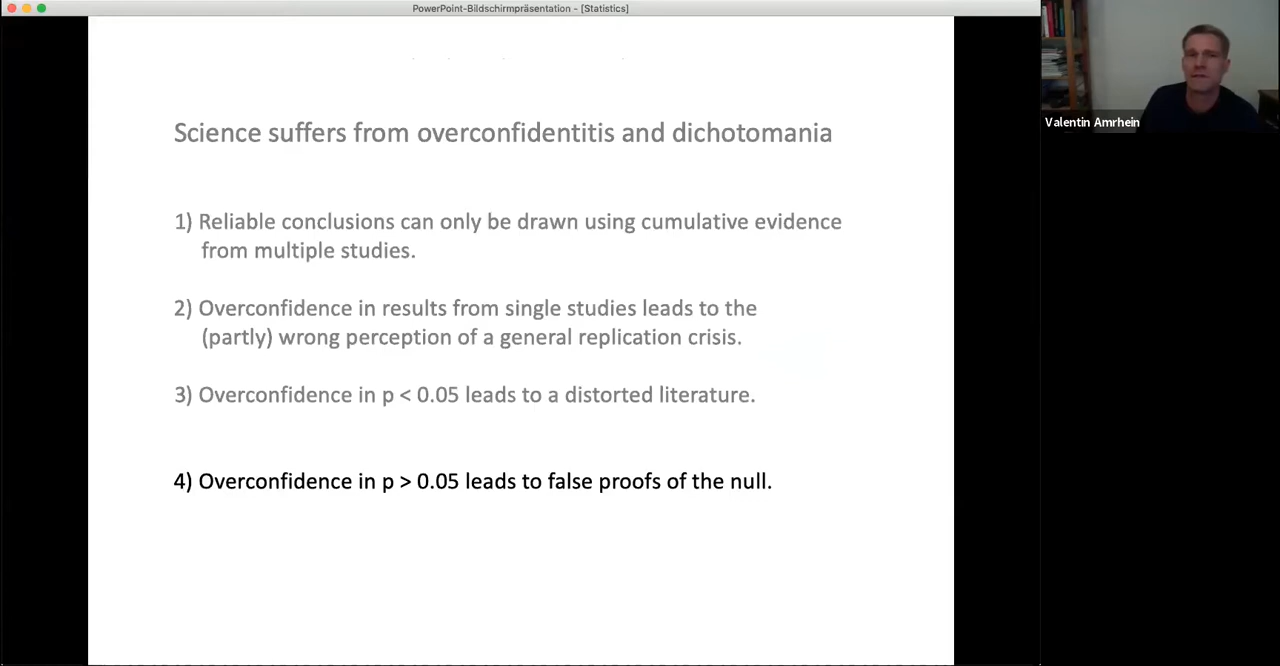 PowerPoint-Bildschirmpräsentation - [Statistics]
Valentin Amrhein
Science suffers from overconfidentitis and dichotomania
1) Reliable conclusions can only be drawn using cumulative evidence
from multiple studies.
2) Overconfidence in results from single studies leads to the
(partly) wrong perception of a general replication crisis.
3) Overconfidence in p < 0.05 leads to a distorted literature.
4) Overconfidence in p > 0.05 leads to false proofs of the null.